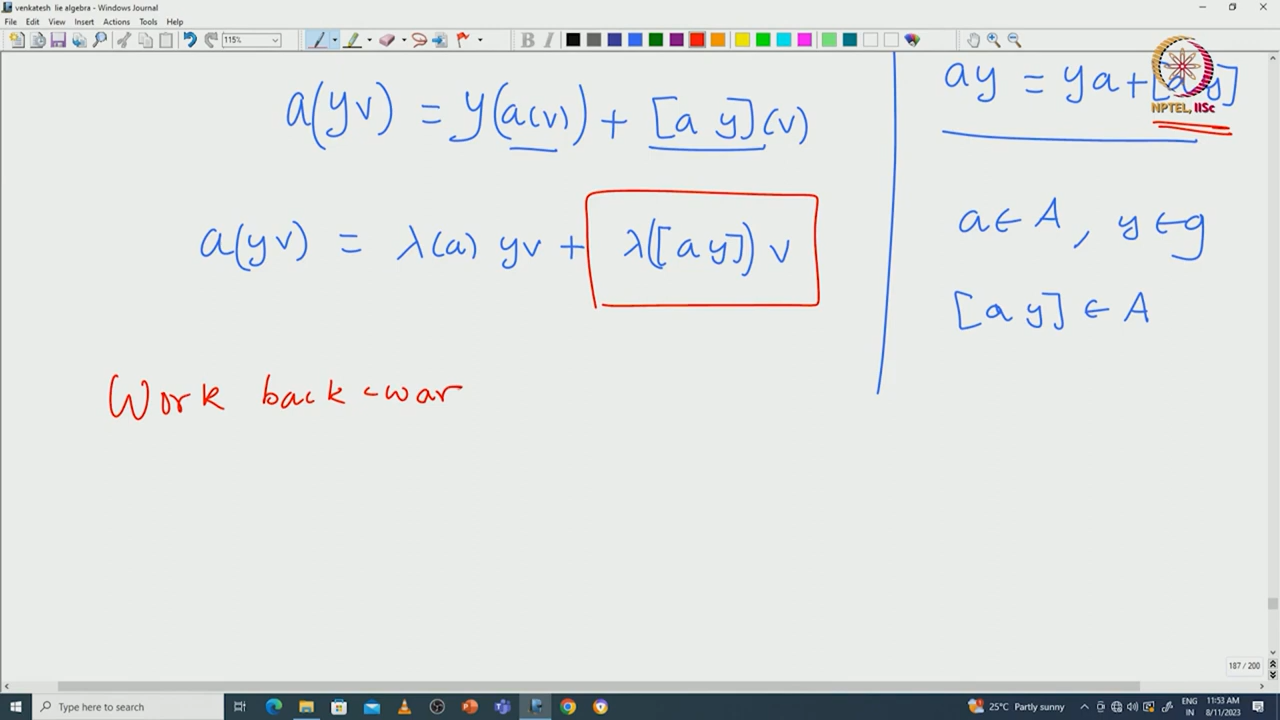 venkatesh lie algebra - Windows Journal
File Edit View Insert Actions Tools Help
115%
B I
NPTEL, IISc
a(yv) = y(a(v)) + [a y](v)
ay = ya + [a y]
a(yv) = λ(a) yv + λ([a y]) v
a ∈ A, y ∈ g
[a y] ∈ A
Work back-war
187 / 200
Type here to search
25°C Partly sunny
ENG
IN
11:53 AM
8/11/2023